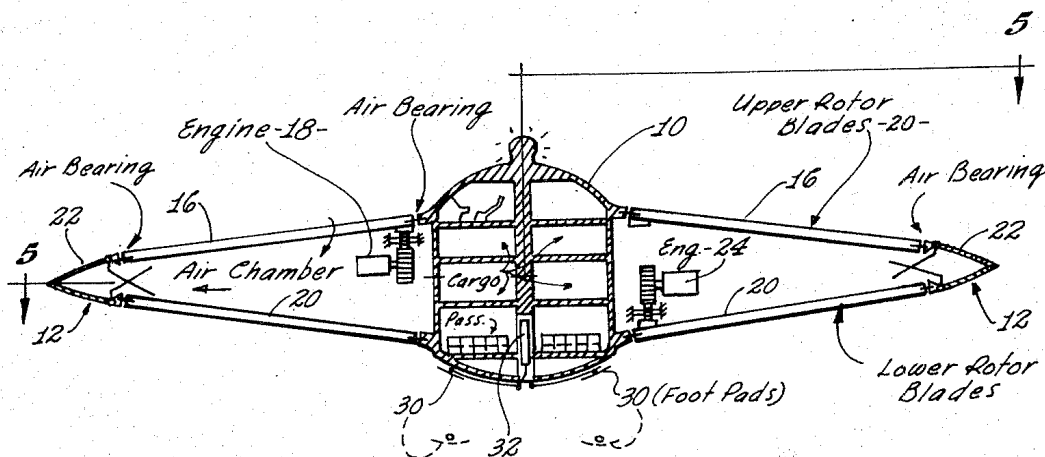 5
Air Bearing
Upper Rotor
Blades-20-
Engine-18-
10
Air Bearing
16
16
Air Bearing
22
22
5
Air Chamber
Cargo
Eng.-24
20
20
12
12
Pass.
Lower Rotor
Blades
30
32
30 (Foot Pads)